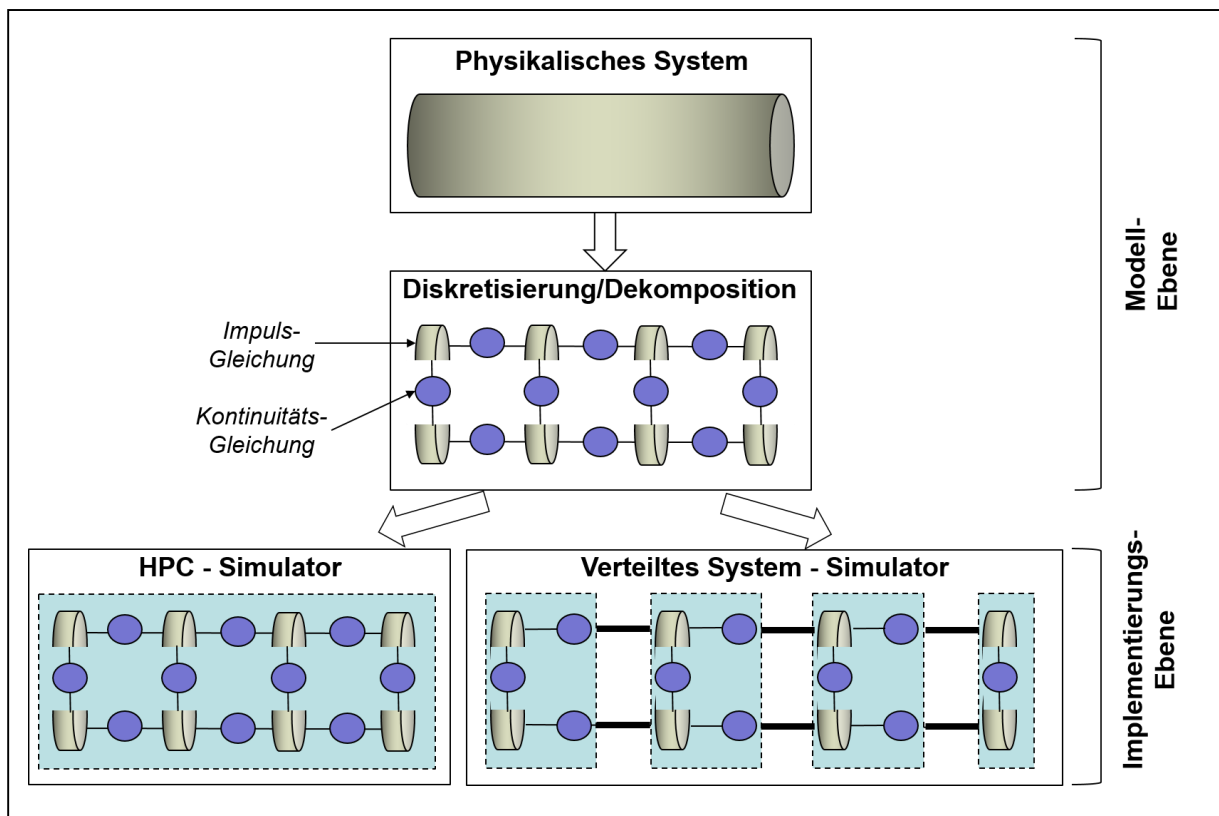 Physikalisches System
Modell-
Ebene
Diskretisierung/Dekomposition
Impuls-
Gleichung
Kontinuitäts-
Gleichung
HPC - Simulator
Verteiltes System - Simulator
Implementierungs-
Ebene